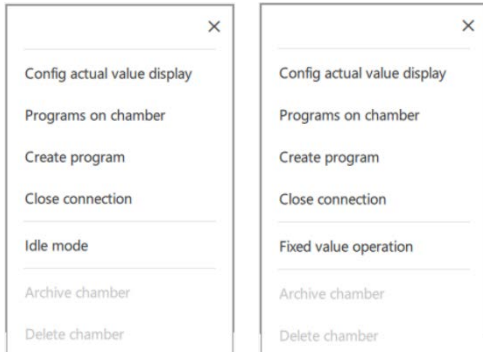 Config actual value display
Programs on chamber
Create program
Close connection
Idle mode
Archive chamber
Delete chamber
Config actual value display
Programs on chamber
Create program
Close connection
Fixed value operation
Archive chamber
Delete chamber